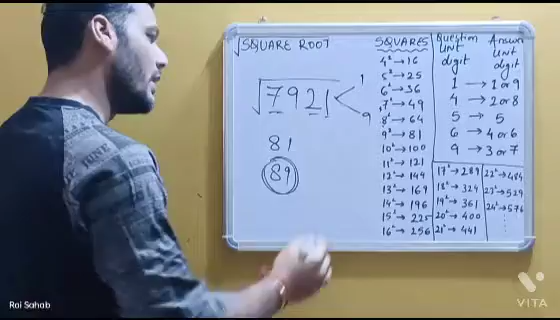 √SQUARE ROOT
√7921
1
9
81
89
SQUARES
4² → 16
5² → 25
6² → 36
7² → 49
8² → 64
9² → 81
10² → 100
11² → 121
12² → 144
13² → 169
14² → 196
15² → 225
16² → 256
Question unit digit
Answer unit digit
1 → 1 or 9
4 → 2 or 8
5 → 5
6 → 4 or 6
9 → 3 or 7
17² → 289
18² → 324
19² → 361
20² → 400
21² → 441
22² → 484
23² → 529
24² → 576
Rai Sahab
VITA